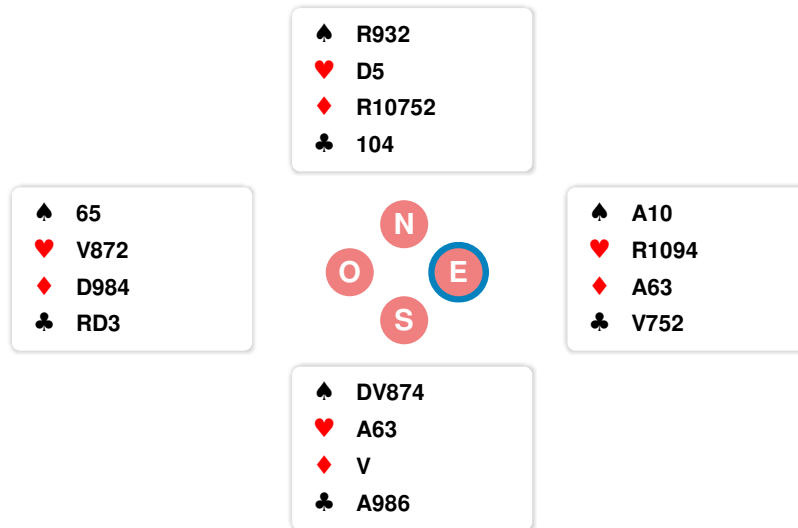 ♠ R932
♥ D5
♦ R10752
♣ 104
♠ 65
♥ V872
♦ D984
♣ RD3
N
O E
S
♠ A10
♥ R1094
♦ A63
♣ V752
♠ DV874
♥ A63
♦ V
♣ A986